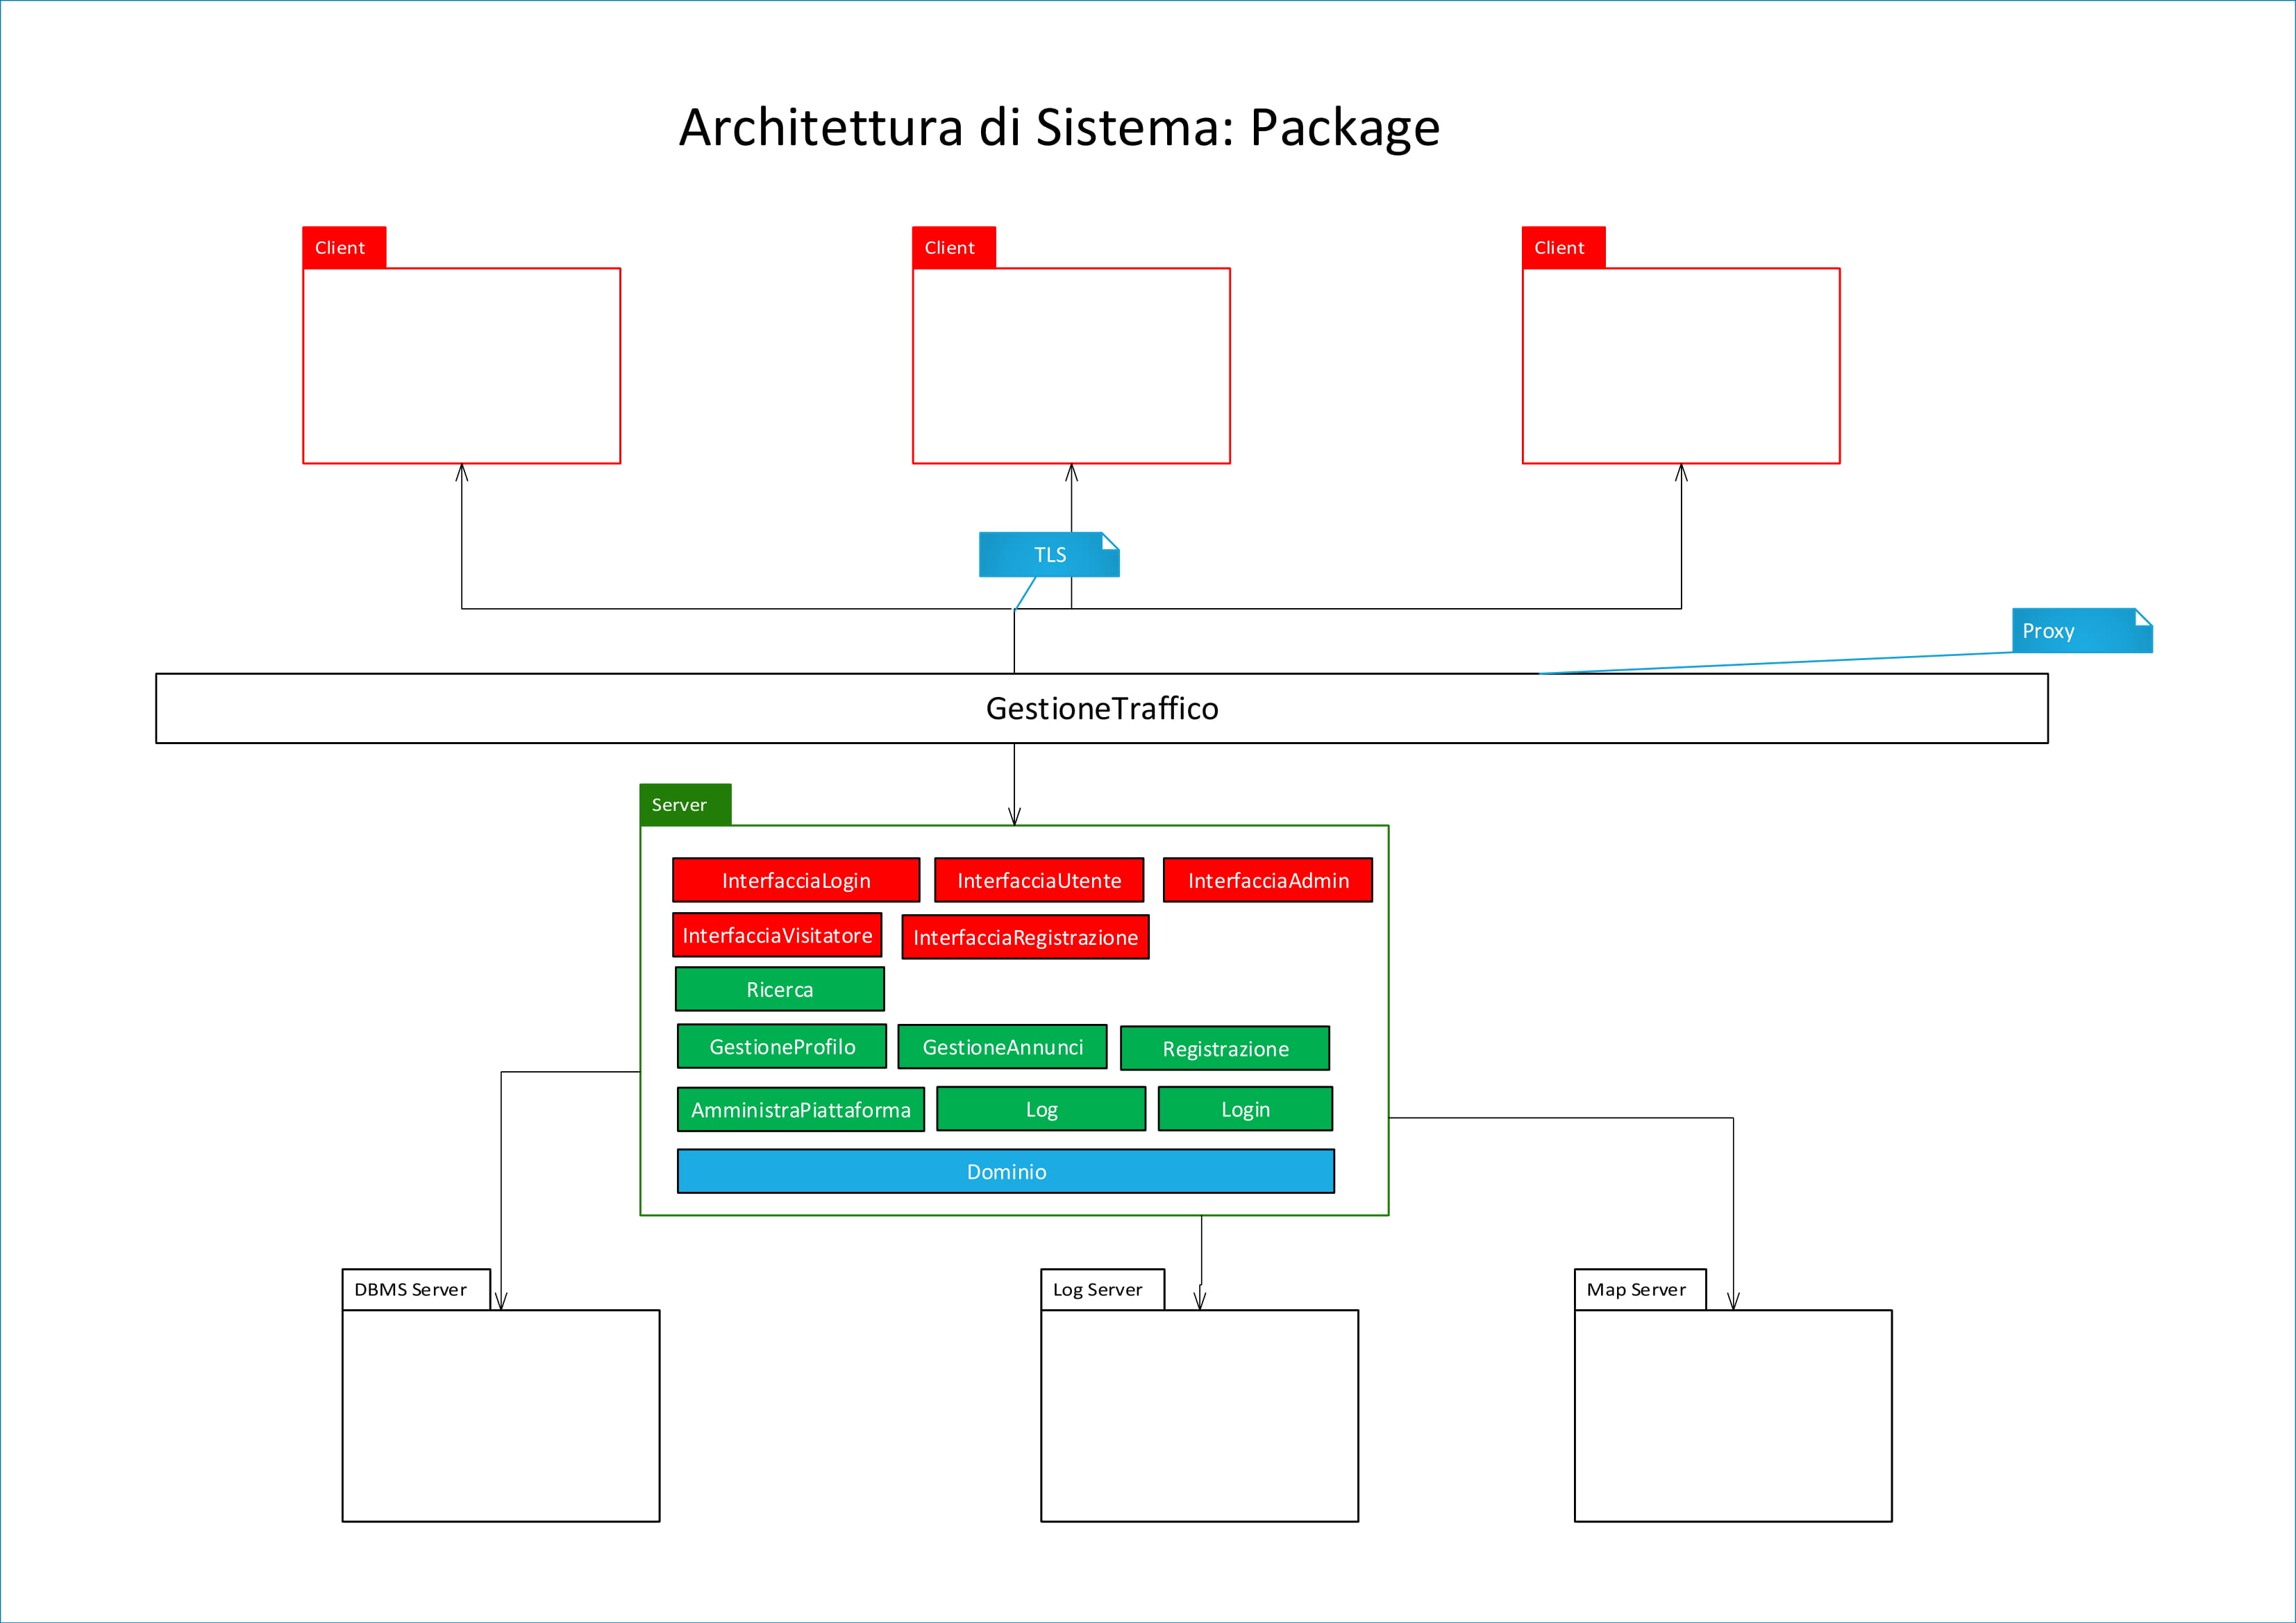 Architettura di Sistema: Package
Client
Client
Client
TLS
Proxy
GestioneTraffico
Server
InterfacciaLogin
InterfacciaUtente
InterfacciaAdmin
InterfacciaVisitatore
InterfacciaRegistrazione
Ricerca
GestioneProfilo
GestioneAnnunci
Registrazione
AmministraPiattaforma
Log
Login
Dominio
DBMS Server
Log Server
Map Server